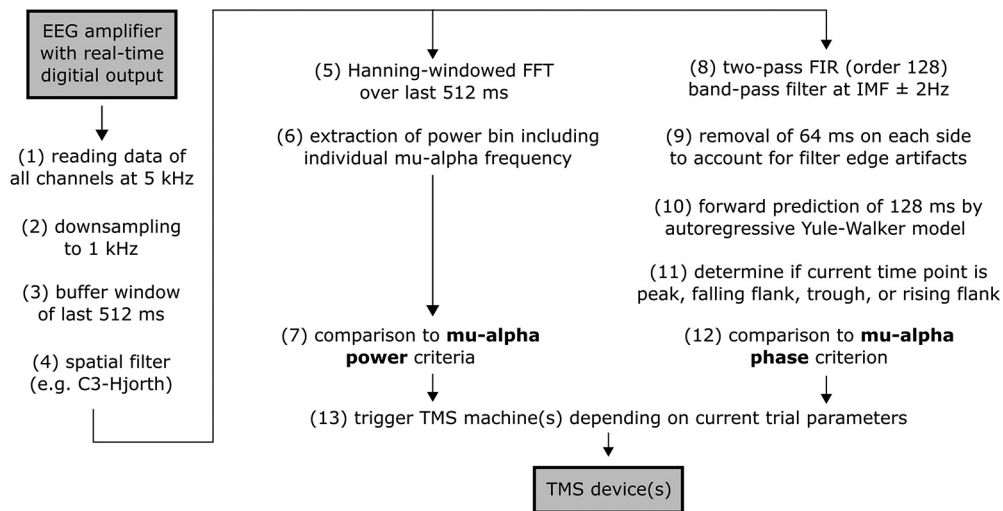 EEG amplifier
with real-time
digitial output
(1) reading data of
all channels at 5 kHz
(2) downsampling
to 1 kHz
(3) buffer window
of last 512 ms
(4) spatial filter
(e.g. C3-Hjorth)
(5) Hanning-windowed FFT
over last 512 ms
(6) extraction of power bin including
individual mu-alpha frequency
(7) comparison to mu-alpha
power criteria
(8) two-pass FIR (order 128)
band-pass filter at IMF ± 2Hz
(9) removal of 64 ms on each side
to account for filter edge artifacts
(10) forward prediction of 128 ms by
autoregressive Yule-Walker model
(11) determine if current time point is
peak, falling flank, trough, or rising flank
(12) comparison to mu-alpha
phase criterion
(13) trigger TMS machine(s) depending on current trial parameters
TMS device(s)